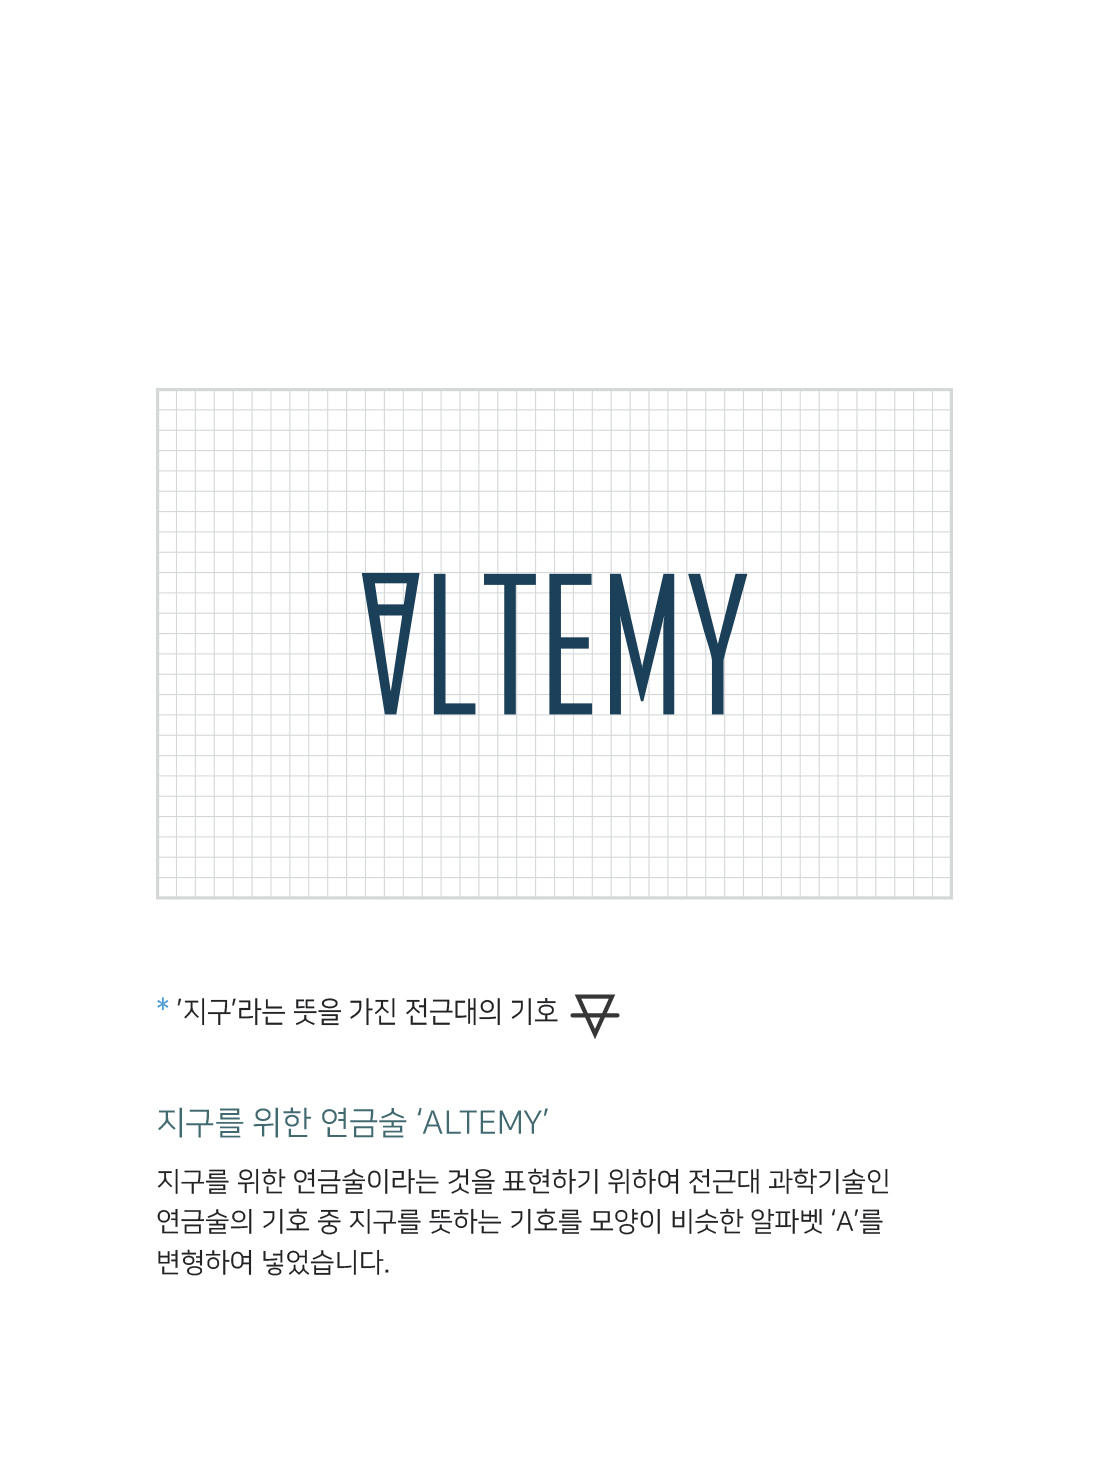 ALTEMY
* '지구'라는 뜻을 가진 전근대의 기호
지구를 위한 연금술 ‘ALTEMY’
지구를 위한 연금술이라는 것을 표현하기 위하여 전근대 과학기술인
연금술의 기호 중 지구를 뜻하는 기호를 모양이 비슷한 알파벳 ‘A’를
변형하여 넣었습니다.